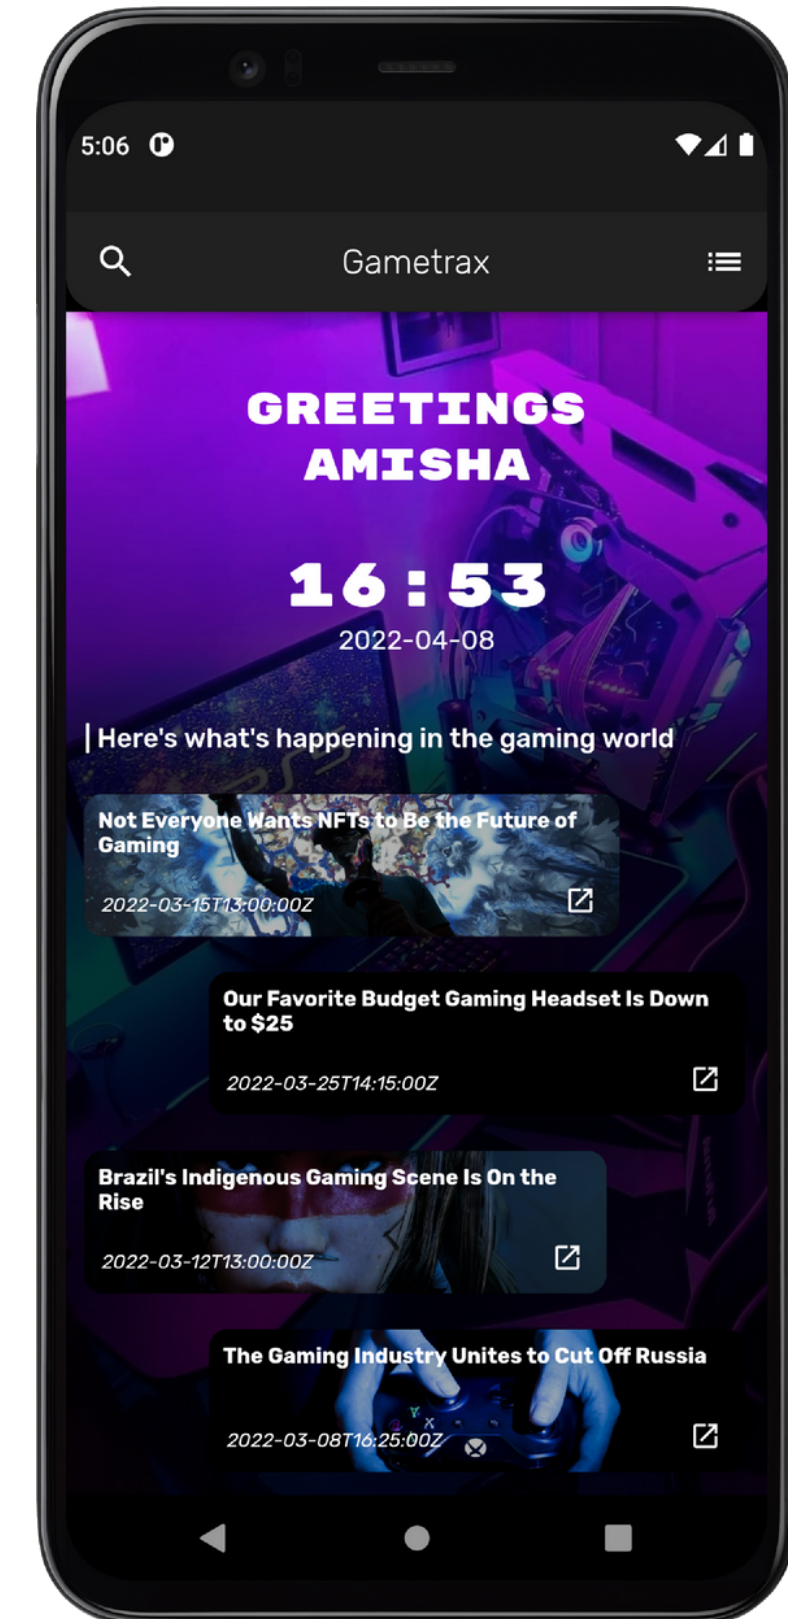 5:06
Gametrax
GREETINGS
AMISHA
16:53
2022-04-08
Here's what's happening in the gaming world
Not Everyone Wants NFTs to Be the Future of
Gaming
2022-03-15T13:00:00Z
Our Favorite Budget Gaming Headset Is Down
to $25
2022-03-25T14:15:00Z
Brazil's Indigenous Gaming Scene Is On the
Rise
2022-03-12T13:00:00Z
The Gaming Industry Unites to Cut Off Russia
Y
X
2022-03-08T16:25:00Z